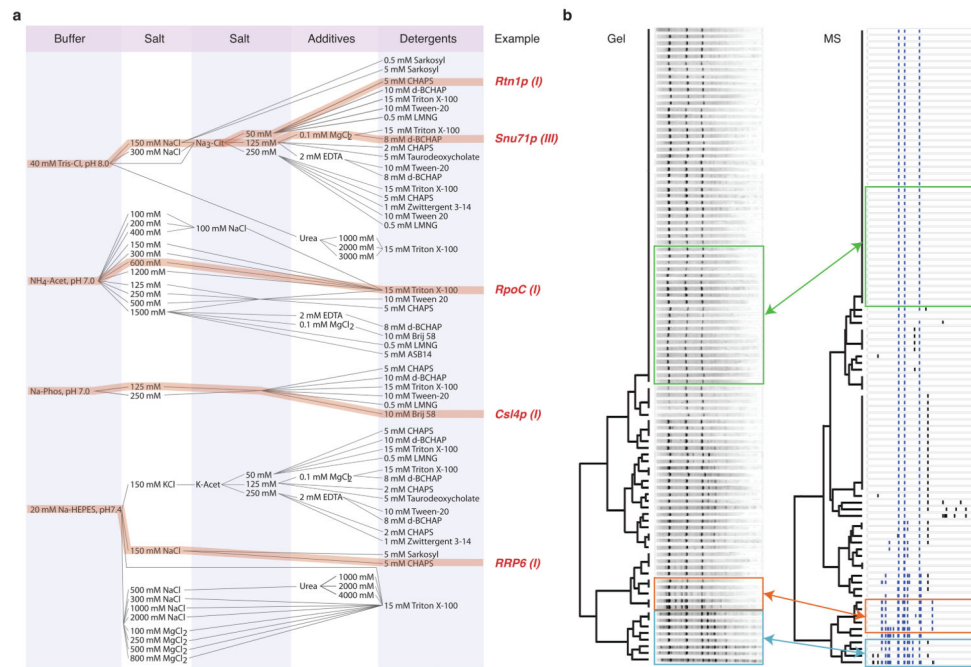 a
b
Buffer Salt Salt Additives Detergents Example
Gel MS
0.5 mM Sarkosyl
5 mM Sarkosyl
5 mM CHAPS
Rtn1p (I)
10 mM d-BCHAP
15 mM Triton X-100
10 mM Tween-20
0.5 mM LMNG
150 mM NaCl
300 mM NaCl
Na3-Cit
50 mM
125 mM
250 mM
0.1 mM MgCl2
15 mM Triton X-100
8 mM d-BCHAP
Snu71p (III)
2 mM CHAPS
5 mM Taurodeoxycholate
40 mM Tris-Cl, pH 8.0
2 mM EDTA
10 mM Tween-20
8 mM d-BCHAP
15 mM Triton X-100
5 mM CHAPS
1 mM Zwittergent 3-14
10 mM Tween 20
0.5 mM LMNG
100 mM
200 mM
400 mM
100 mM NaCl
Urea
1000 mM
2000 mM
3000 mM
15 mM Triton X-100
150 mM
300 mM
600 mM
1200 mM
NH4-Acet, pH 7.0
125 mM
250 mM
500 mM
1500 mM
15 mM Triton X-100
RpoC (I)
10 mM Tween 20
5 mM CHAPS
2 mM EDTA
0.1 mM MgCl2
8 mM d-BCHAP
10 mM Brij 58
0.5 mM LMNG
5 mM ASB14
Na-Phos, pH 7.0
125 mM
250 mM
5 mM CHAPS
10 mM d-BCHAP
15 mM Triton X-100
10 mM Tween-20
0.5 mM LMNG
10 mM Brij 58
Csl4p (I)
5 mM CHAPS
10 mM d-BCHAP
15 mM Triton X-100
0.5 mM LMNG
150 mM KCl
K-Acet
50 mM
125 mM
250 mM
0.1 mM MgCl2
15 mM Triton X-100
8 mM d-BCHAP
2 mM CHAPS
5 mM Taurodeoxycholate
2 mM EDTA
10 mM Tween-20
8 mM d-BCHAP
2 mM CHAPS
1 mM Zwittergent 3-14
20 mM Na-HEPES, pH7.4
150 mM NaCl
5 mM Sarkosyl
5 mM CHAPS
RRP6 (I)
500 mM NaCl
300 mM NaCl
1000 mM NaCl
2000 mM NaCl
Urea
1000 mM
2000 mM
4000 mM
15 mM Triton X-100
100 mM MgCl2
250 mM MgCl2
500 mM MgCl2
800 mM MgCl2